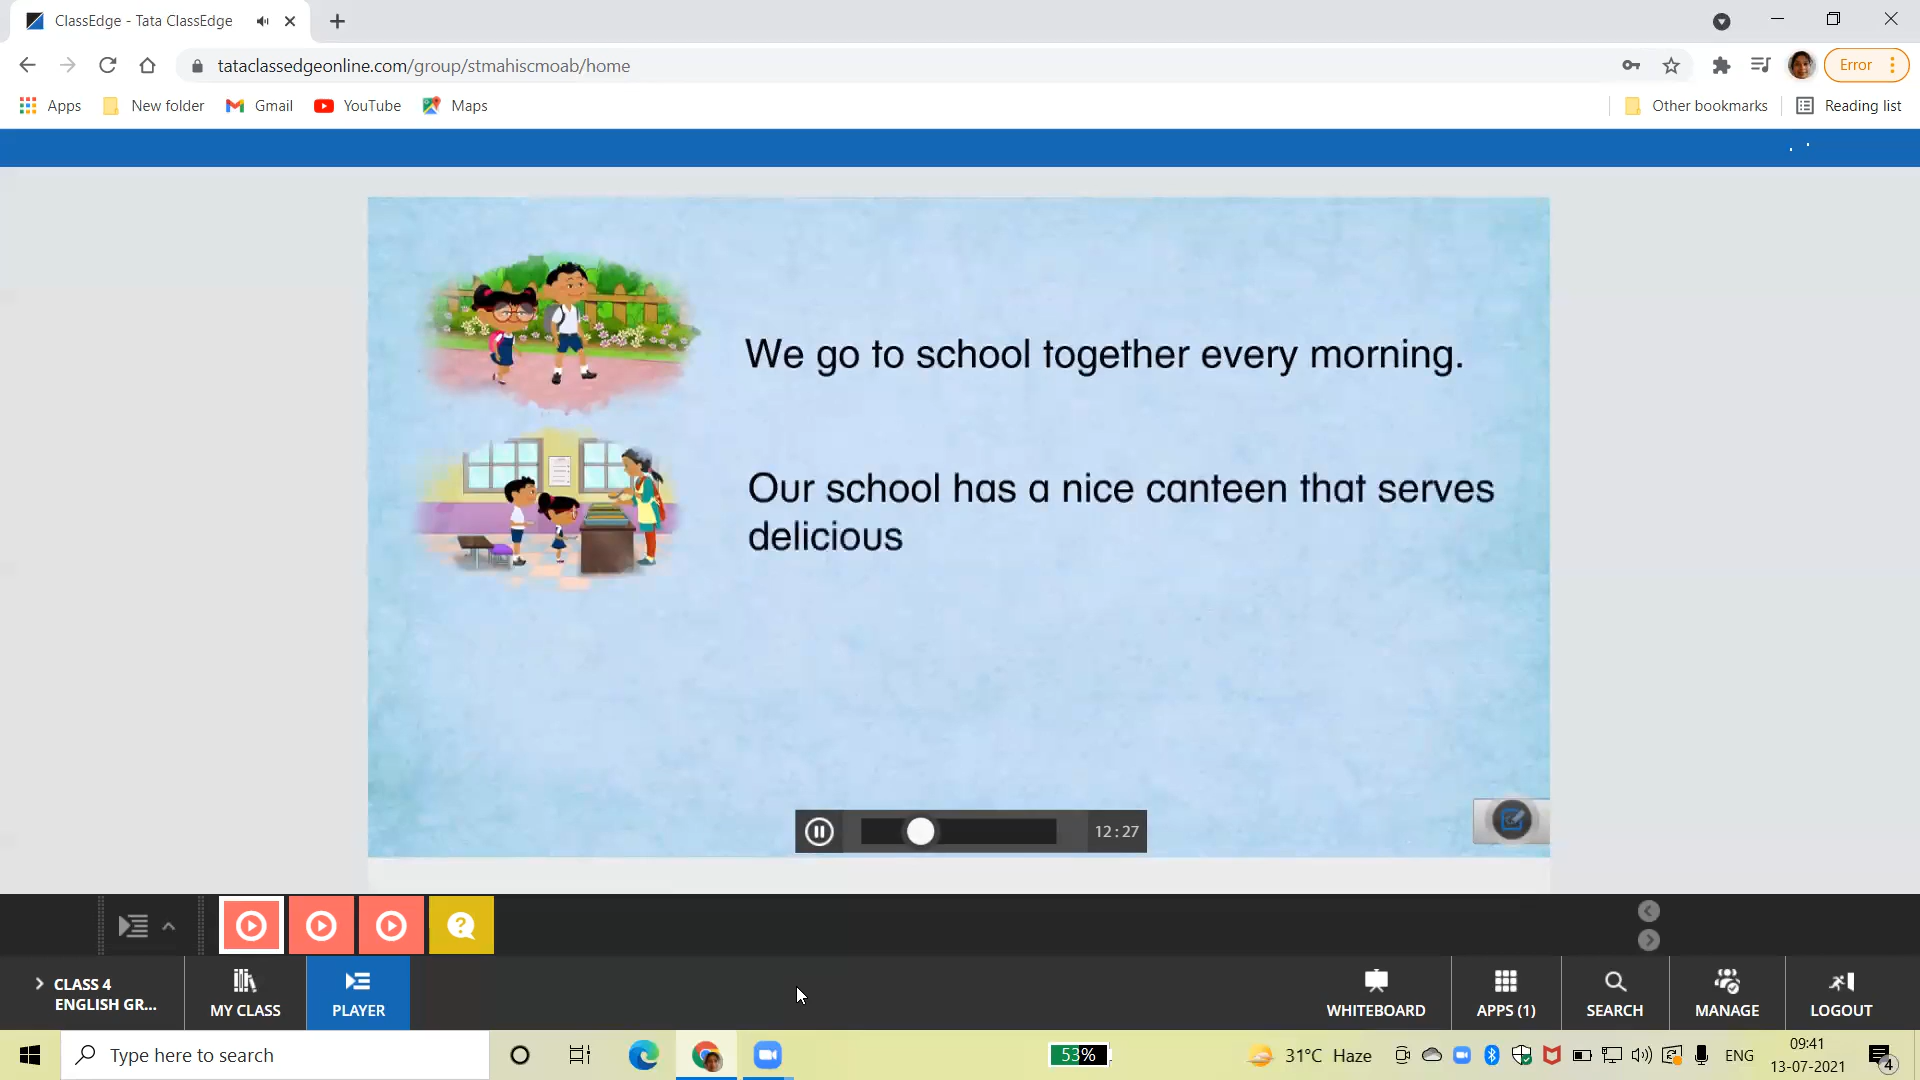 ClassEdge - Tata ClassEdge
tataclassedgeonline.com/group/stmahiscmoab/home
Error
Apps
New folder
Gmail
YouTube
Maps
Other bookmarks
Reading list
We go to school together every morning.
Our school has a nice canteen that serves
delicious
12:27
CLASS 4
ENGLISH GR...
MY CLASS
PLAYER
WHITEBOARD
APPS (1)
SEARCH
MANAGE
LOGOUT
Type here to search
53%
31°C Haze
ENG
09:41
13-07-2021
4